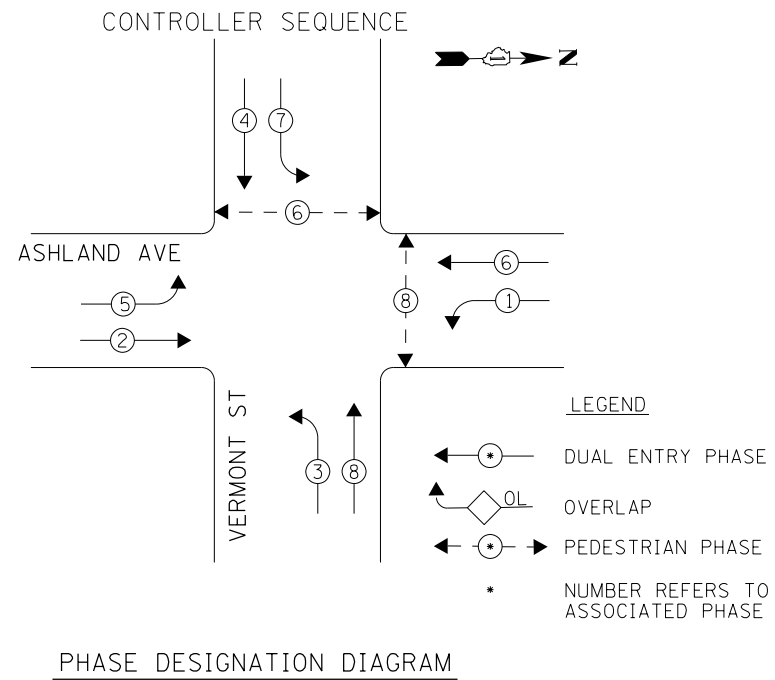 CONTROLLER SEQUENCE
N
4
7
6
ASHLAND AVE
6
5
8
1
2
LEGEND
VERMONT ST
3
8
* DUAL ENTRY PHASE
OL OVERLAP
* PEDESTRIAN PHASE
* NUMBER REFERS TO
ASSOCIATED PHASE
PHASE DESIGNATION DIAGRAM